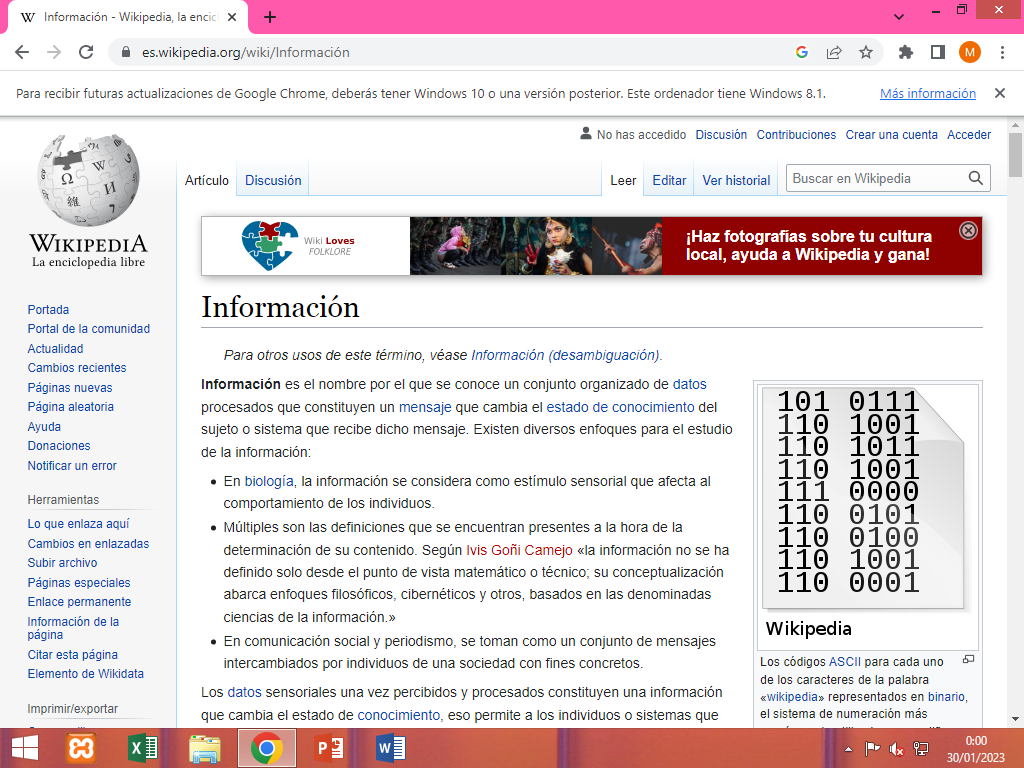 Información - Wikipedia, la encic
es.wikipedia.org/wiki/Información
M
Para recibir futuras actualizaciones de Google Chrome, deberás tener Windows 10 o una versión posterior. Este ordenador tiene Windows 8.1.
Más información
No has accedido Discusión Contribuciones Crear una cuenta Acceder
WIKIPEDIA
La enciclopedia libre
Artículo Discusión
Leer Editar Ver historial
Buscar en Wikipedia
Wiki Loves
FOLKLORE
¡Haz fotografías sobre tu cultura
local, ayuda a Wikipedia y gana!
Portada
Portal de la comunidad
Actualidad
Cambios recientes
Páginas nuevas
Página aleatoria
Ayuda
Donaciones
Notificar un error
Herramientas
Lo que enlaza aquí
Cambios en enlazadas
Subir archivo
Páginas especiales
Enlace permanente
Información de la
página
Citar esta página
Elemento de Wikidata
Imprimir/exportar
Información
Para otros usos de este término, véase Información (desambiguación).
Información es el nombre por el que se conoce un conjunto organizado de datos
procesados que constituyen un mensaje que cambia el estado de conocimiento del
sujeto o sistema que recibe dicho mensaje. Existen diversos enfoques para el estudio
de la información:
• En biología, la información se considera como estímulo sensorial que afecta al
comportamiento de los individuos.
• Múltiples son las definiciones que se encuentran presentes a la hora de la
determinación de su contenido. Según Ivis Goñi Camejo «la información no se ha
definido solo desde el punto de vista matemático o técnico; su conceptualización
abarca enfoques filosóficos, cibernéticos y otros, basados en las denominadas
ciencias de la información.»
• En comunicación social y periodismo, se toman como un conjunto de mensajes
intercambiados por individuos de una sociedad con fines concretos.
Los datos sensoriales una vez percibidos y procesados constituyen una información
que cambia el estado de conocimiento, eso permite a los individuos o sistemas que
101 0111
110 1001
110 1011
110 1001
111 0000
110 0101
110 0100
110 1001
110 0001
Wikipedia
Los códigos ASCII para cada uno
de los caracteres de la palabra
«wikipedia» representados en binario,
el sistema de numeración más
0:00
30/01/2023